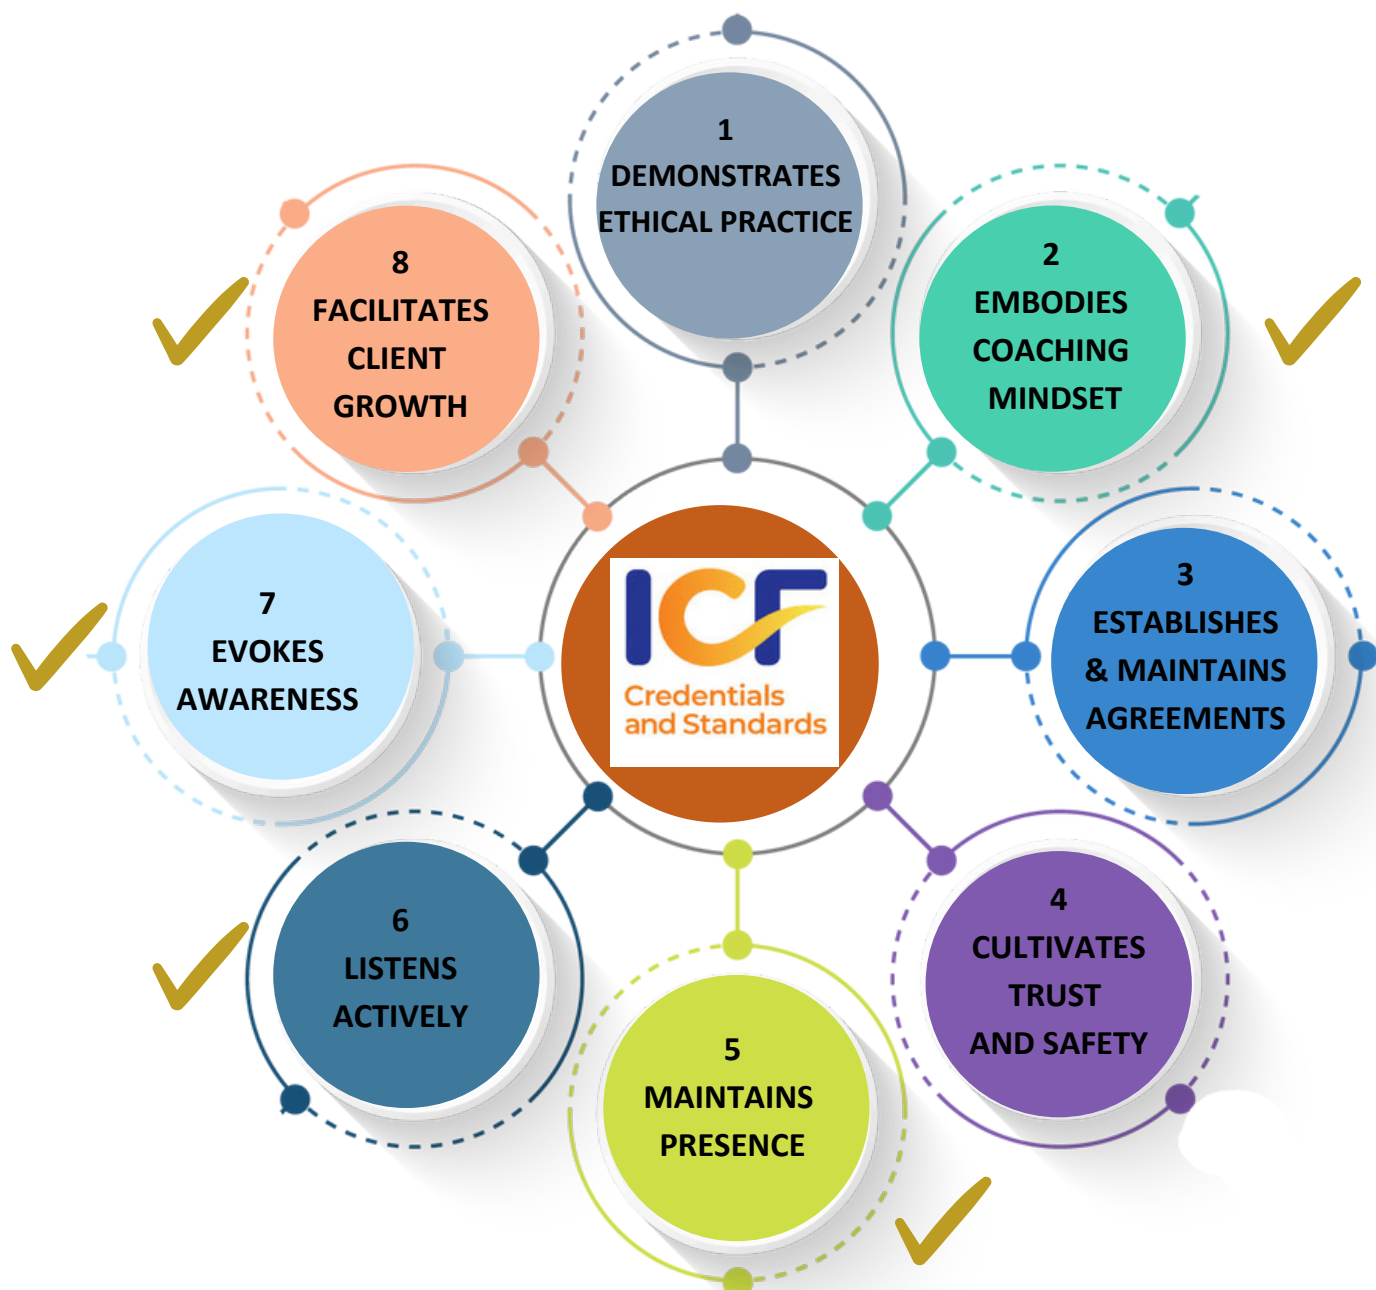 1
DEMONSTRATES
ETHICAL PRACTICE
2
EMBODIES
COACHING
MINDSET
3
ESTABLISHES
& MAINTAINS
AGREEMENTS
4
CULTIVATES
TRUST
AND SAFETY
5
MAINTAINS
PRESENCE
6
LISTENS
ACTIVELY
7
EVOKES
AWARENESS
8
FACILITATES
CLIENT
GROWTH
ICF
Credentials
and Standards